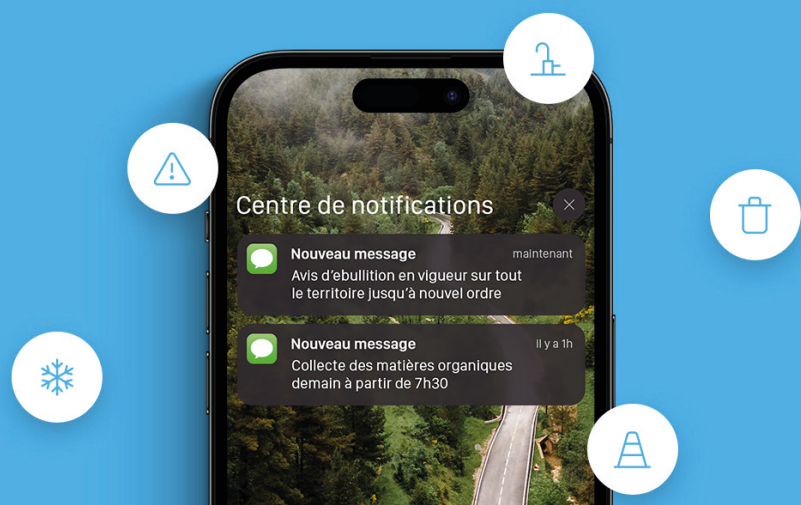 Centre de notifications
Nouveau message
maintenant
Avis d'ebullition en vigueur sur tout
le territoire jusqu'à nouvel ordre
Nouveau message
Il y a 1h
Collecte des matières organiques
demain à partir de 7h30